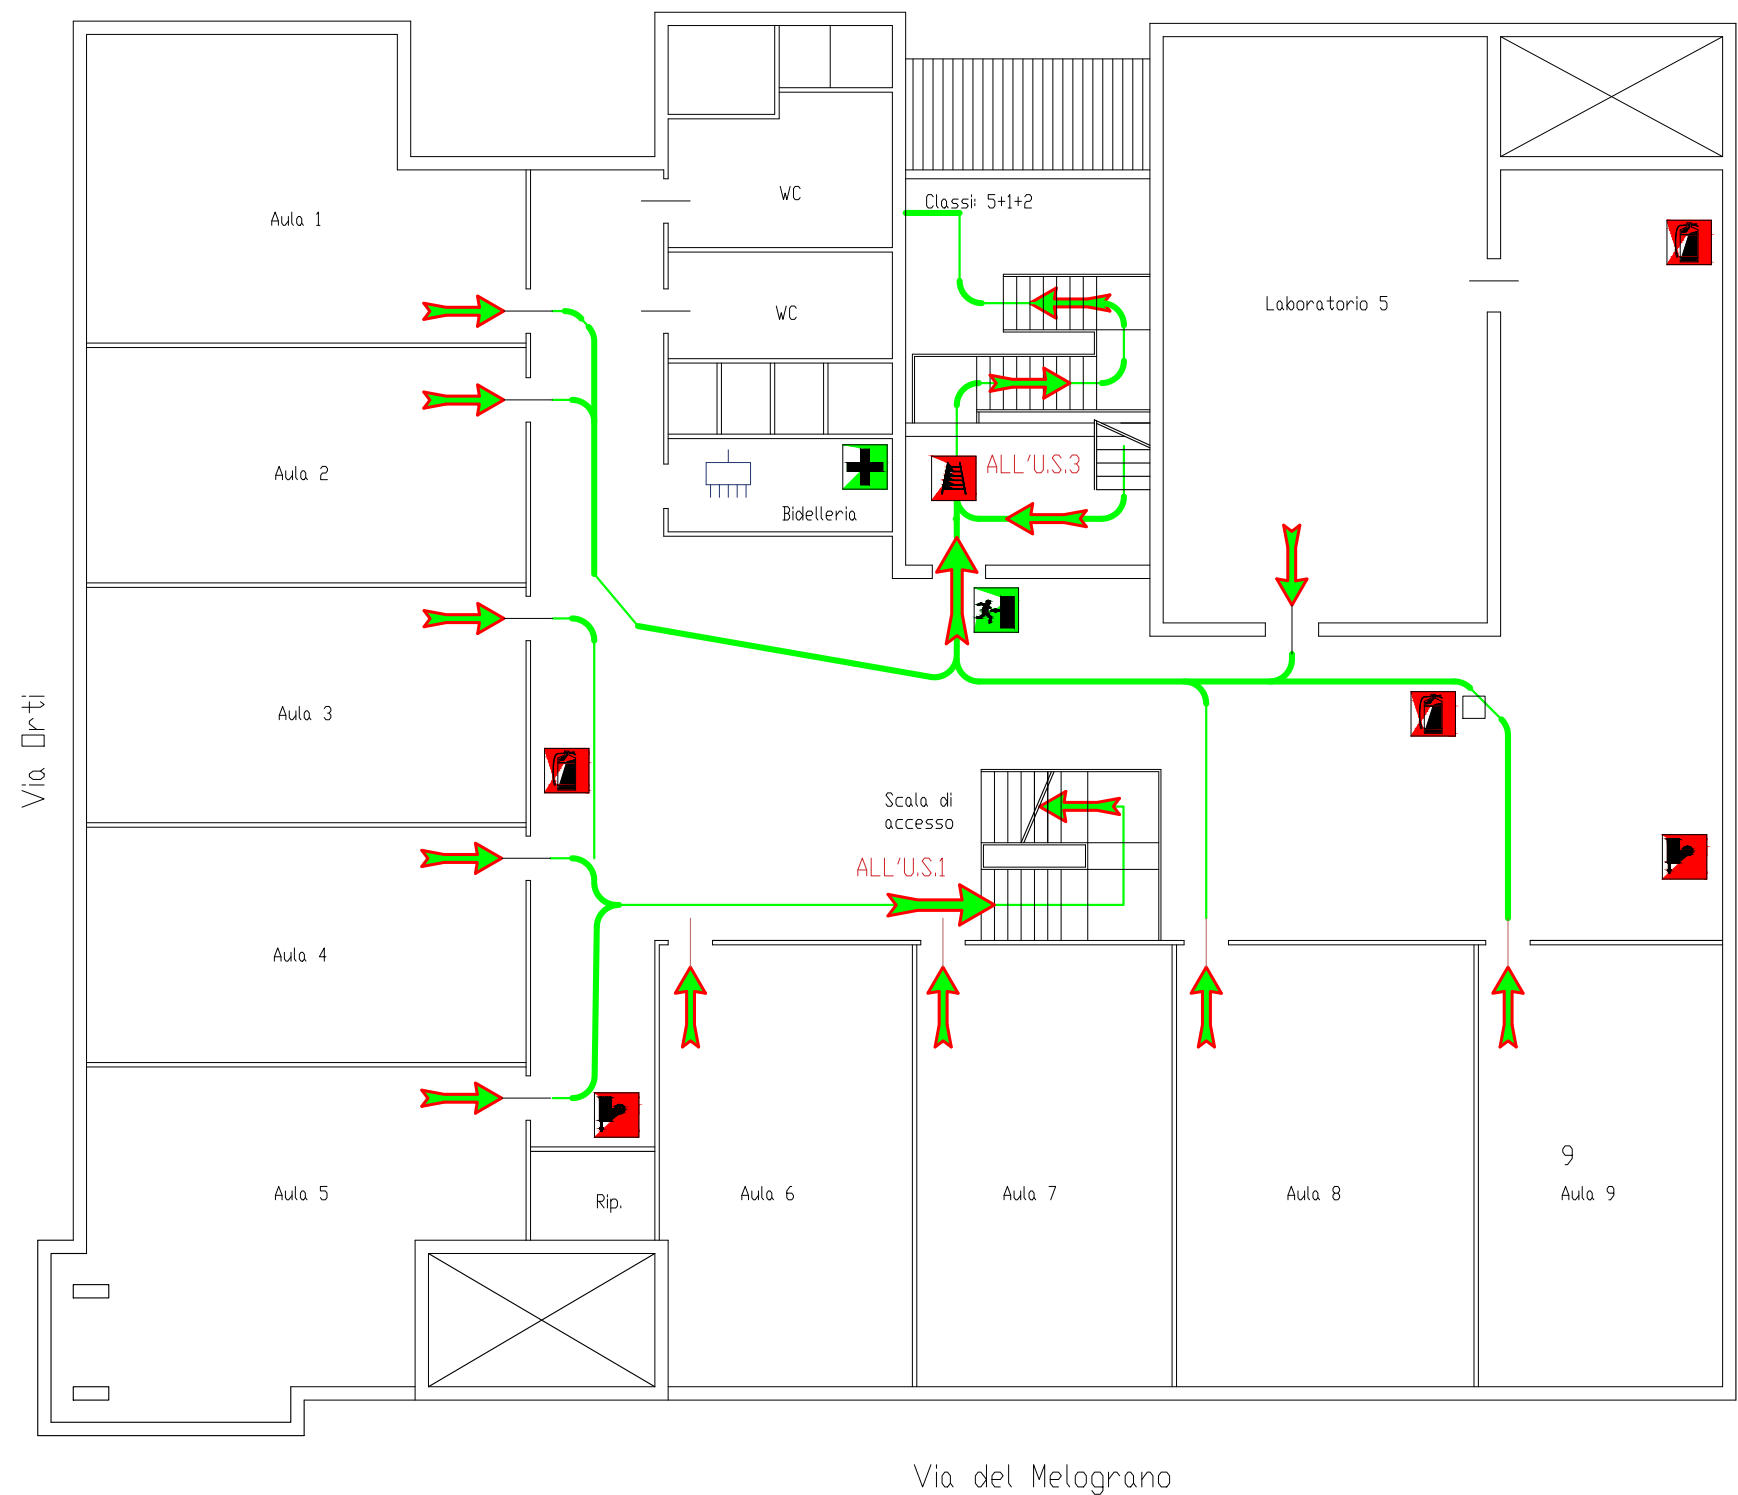 WC
Classi: 5+1+2
Aula 1
WC
Laboratorio 5
Aula 2
ALL'U.S.3
Bidelleria
Aula 3
Via Orti
Scala di
accesso
ALL'U.S.1
Aula 4
9
Aula 5
Rip.
Aula 6
Aula 7
Aula 8
Aula 9
Via del Melograno